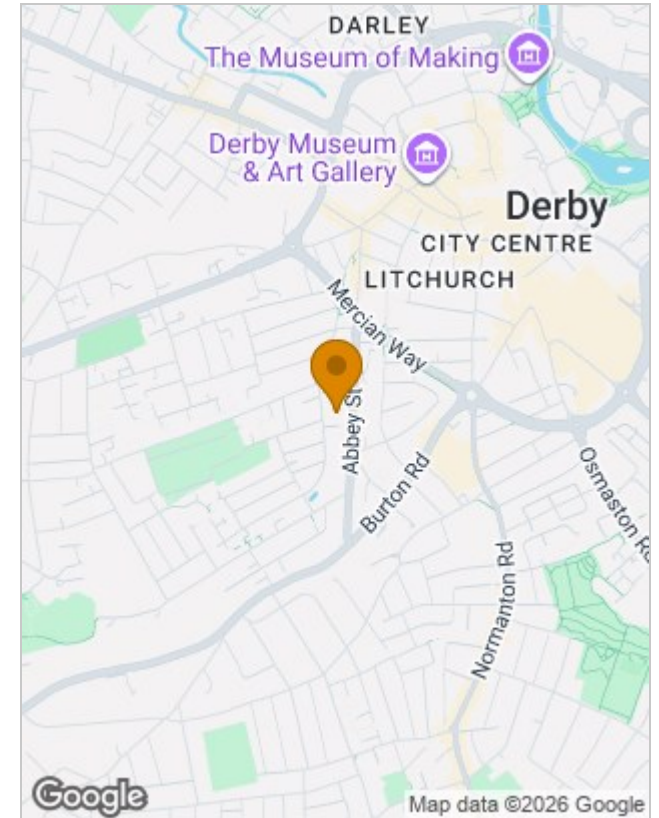 DARLEY
The Museum of Making
Derby Museum
& Art Gallery
Derby
CITY CENTRE
LITCHURCH
Mercian Way
Abbey St
Burton Rd
Osmaston Rd
Normanton Rd
Google
Map data ©2026 Google